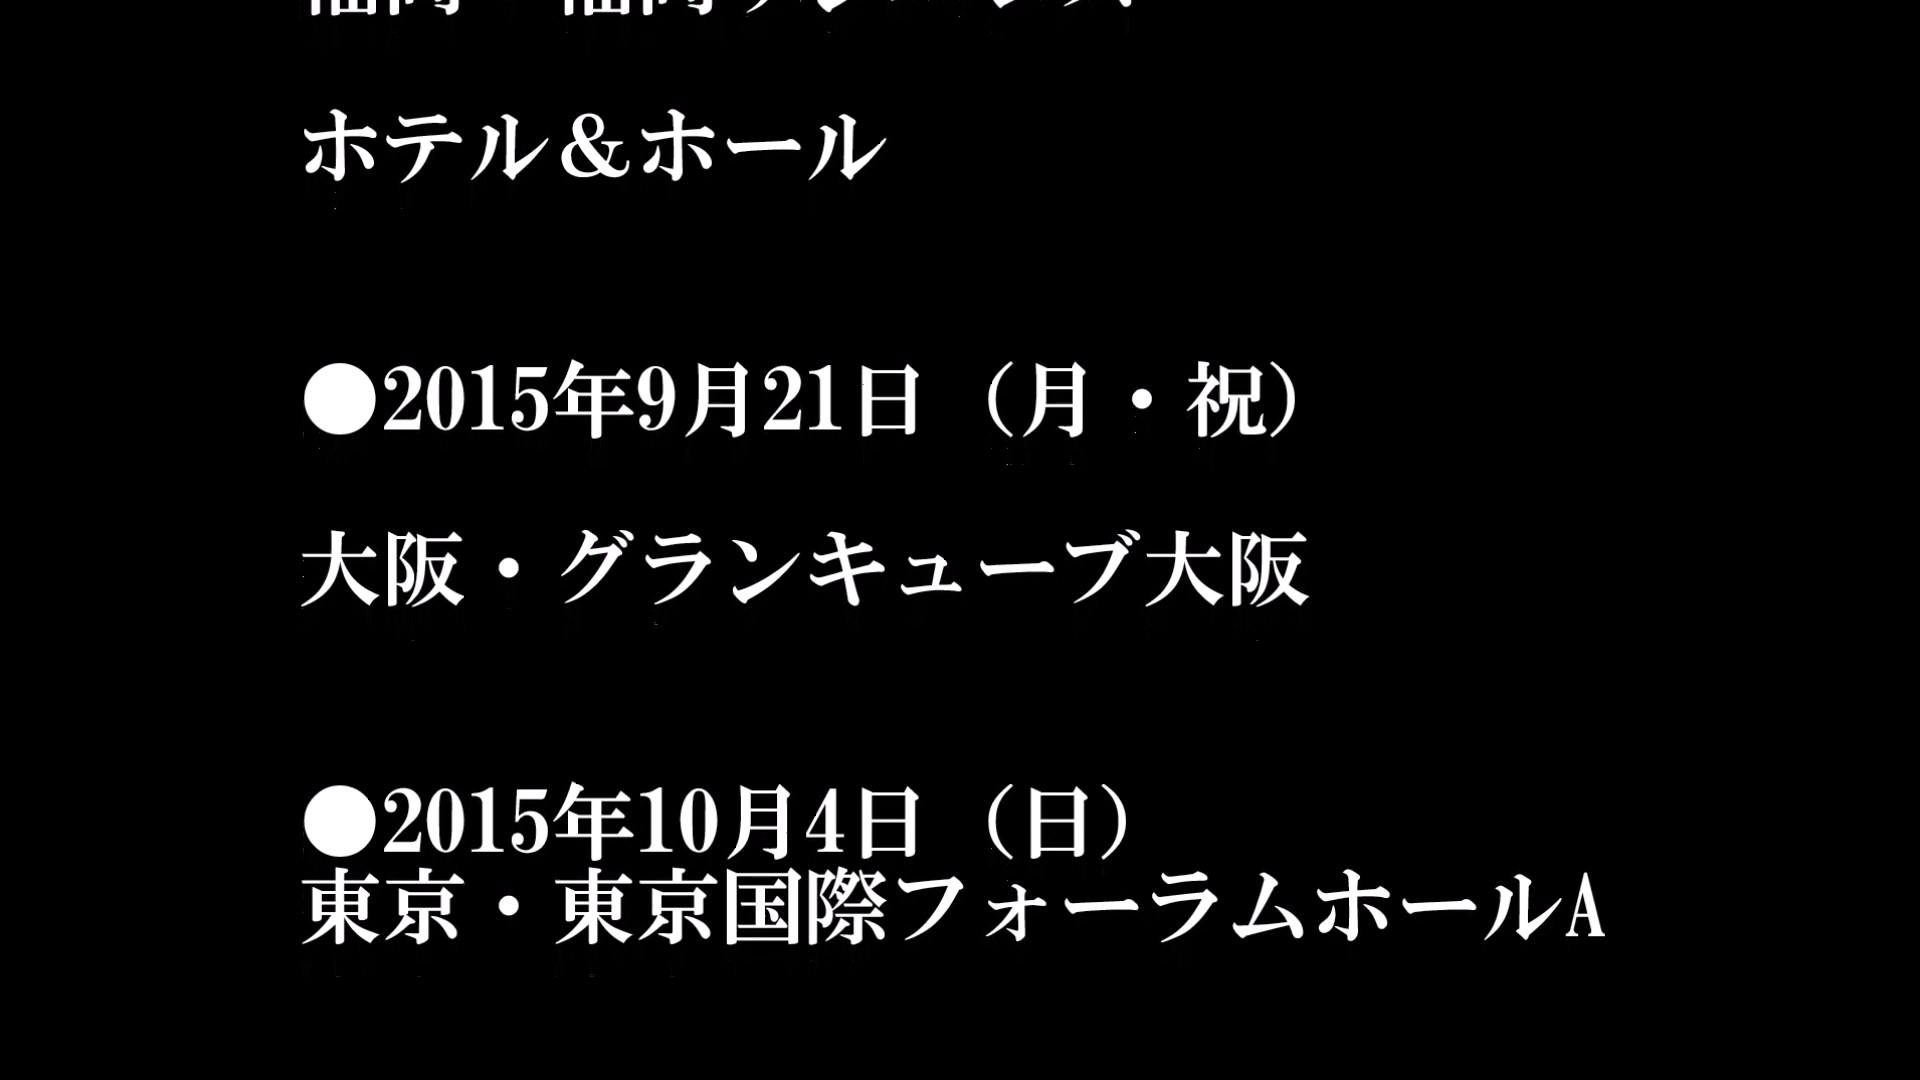 ホテル＆ホール
●2015年9月21日（月・祝）
大阪・グランキューブ大阪
●2015年10月4日（日）
東京・東京国際フォーラムホールA